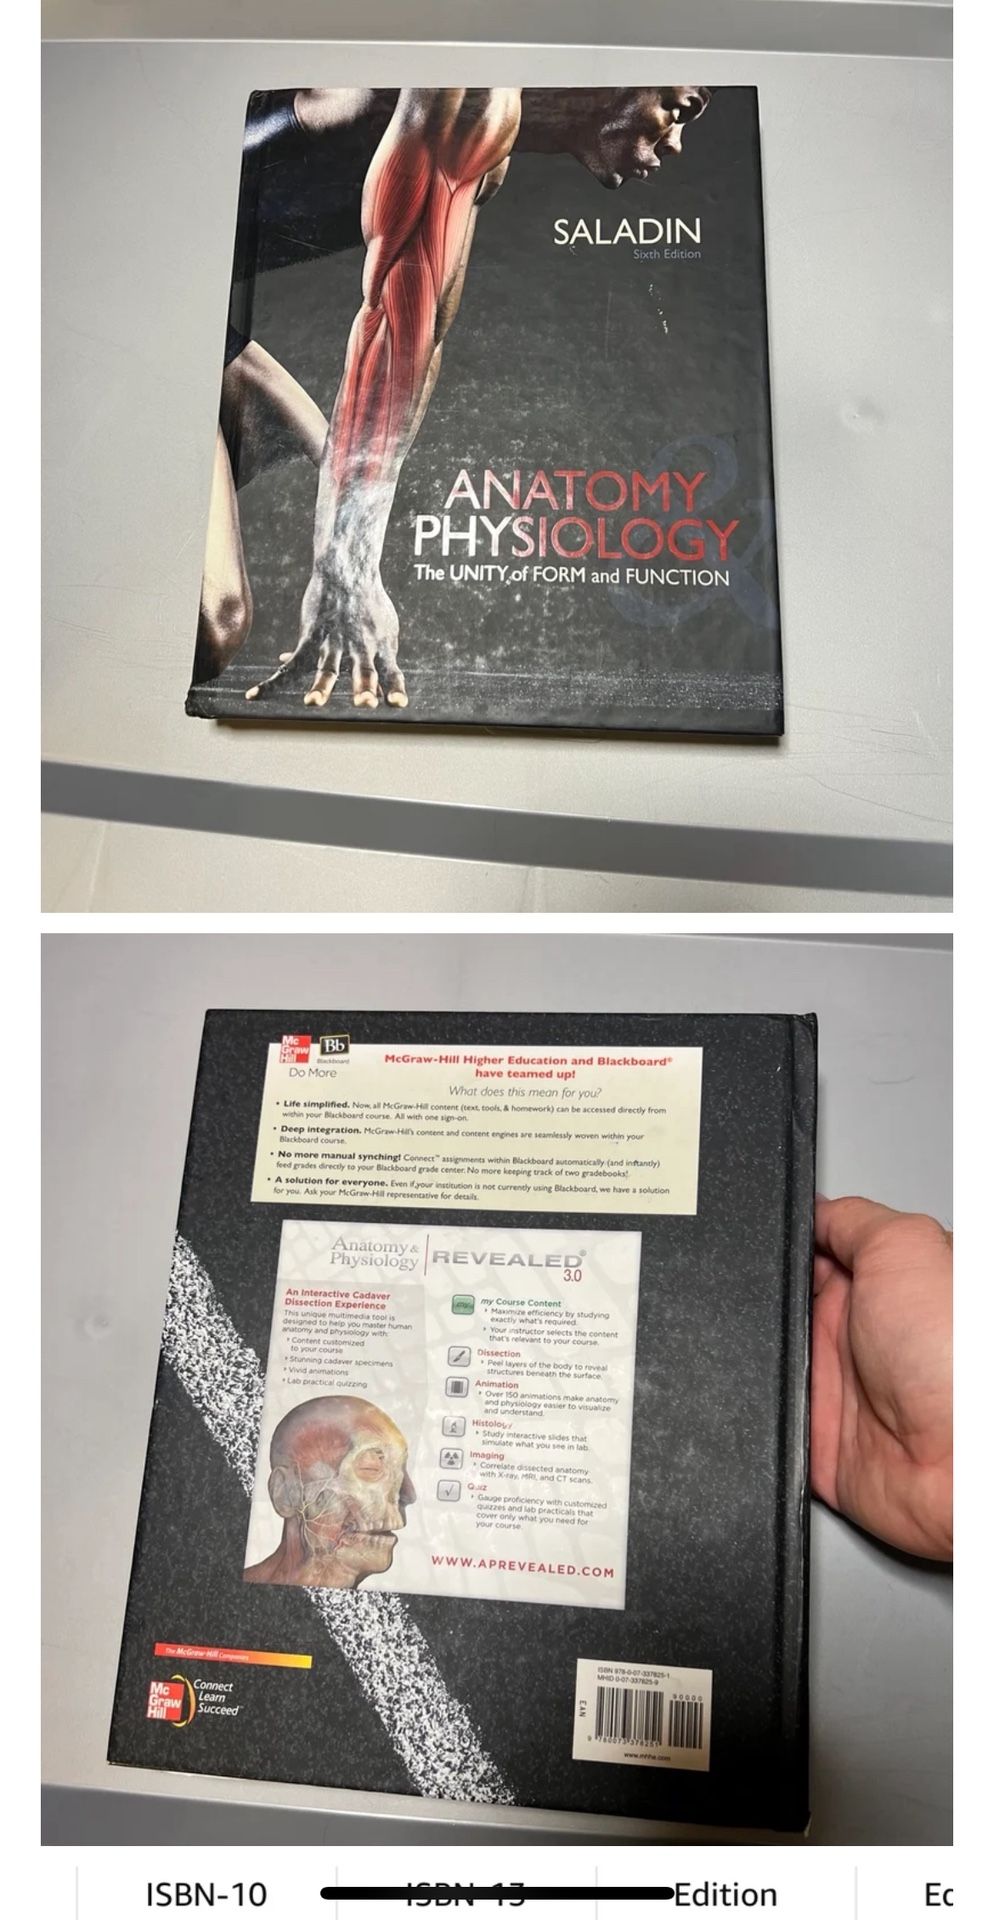 SALADIN
Sixth Edition
ANATOMY
&
PHYSIOLOGY
The UNITY of FORM and FUNCTION
Mc
Graw
Hill
Bb
Blackboard
Do More
McGraw-Hill Higher Education and Blackboard®
have teamed up!
What does this mean for you?
• Life simplified. Now, all McGraw-Hill content (text, tools, & homework) can be accessed directly from
within your Blackboard course. All with one sign-on.
• Deep integration. McGraw-Hill's content and content engines are seamlessly woven within your
Blackboard course.
• No more manual synching! Connect™ assignments within Blackboard automatically (and instantly)
feed grades directly to your Blackboard grade center. No more keeping track of two gradebooks!
• A solution for everyone. Even if your institution is not currently using Blackboard, we have a solution
for you. Ask your McGraw-Hill representative for details.
Anatomy &
Physiology
REVEALED®
3.0
An Interactive Cadaver
Dissection Experience
This unique multimedia tool is
designed to help you master human
anatomy and physiology with:
› Content customized
to your course
› Stunning cadaver specimens
› Vivid animations
› Lab practical quizzing
my
my Course Content
› Maximize efficiency by studying
exactly what's required.
› Your instructor selects the content
that's relevant to your course.
Dissection
› Peel layers of the body to reveal
structures beneath the surface.
Animation
› Over 150 animations make anatomy
and physiology easier to visualize
and understand.
Histology
› Study interactive slides that
simulate what you see in lab.
Imaging
› Correlate dissected anatomy
with X-ray, MRI, and CT scans.
Quiz
› Gauge proficiency with customized
quizzes and lab practicals that
cover only what you need for
your course.
WWW.APREVEALED.COM
The McGraw-Hill Companies
Mc
Graw
Hill
Connect
Learn
Succeed™
ISBN 978-0-07-337825-1
MHID 0-07-337825-9
90000
EAN
9 780073 378251
www.mhhe.com
ISBN-10
ISBN-13
Edition